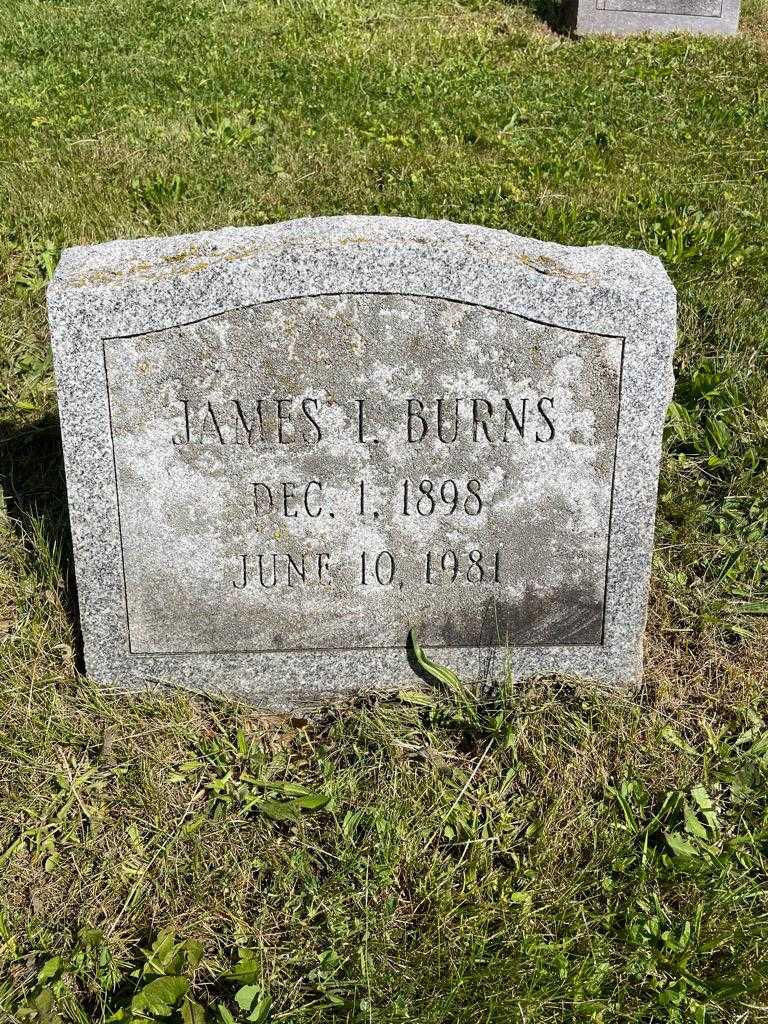 JAMES I. BURNS
DEC. 1, 1898
JUNE 10, 1981